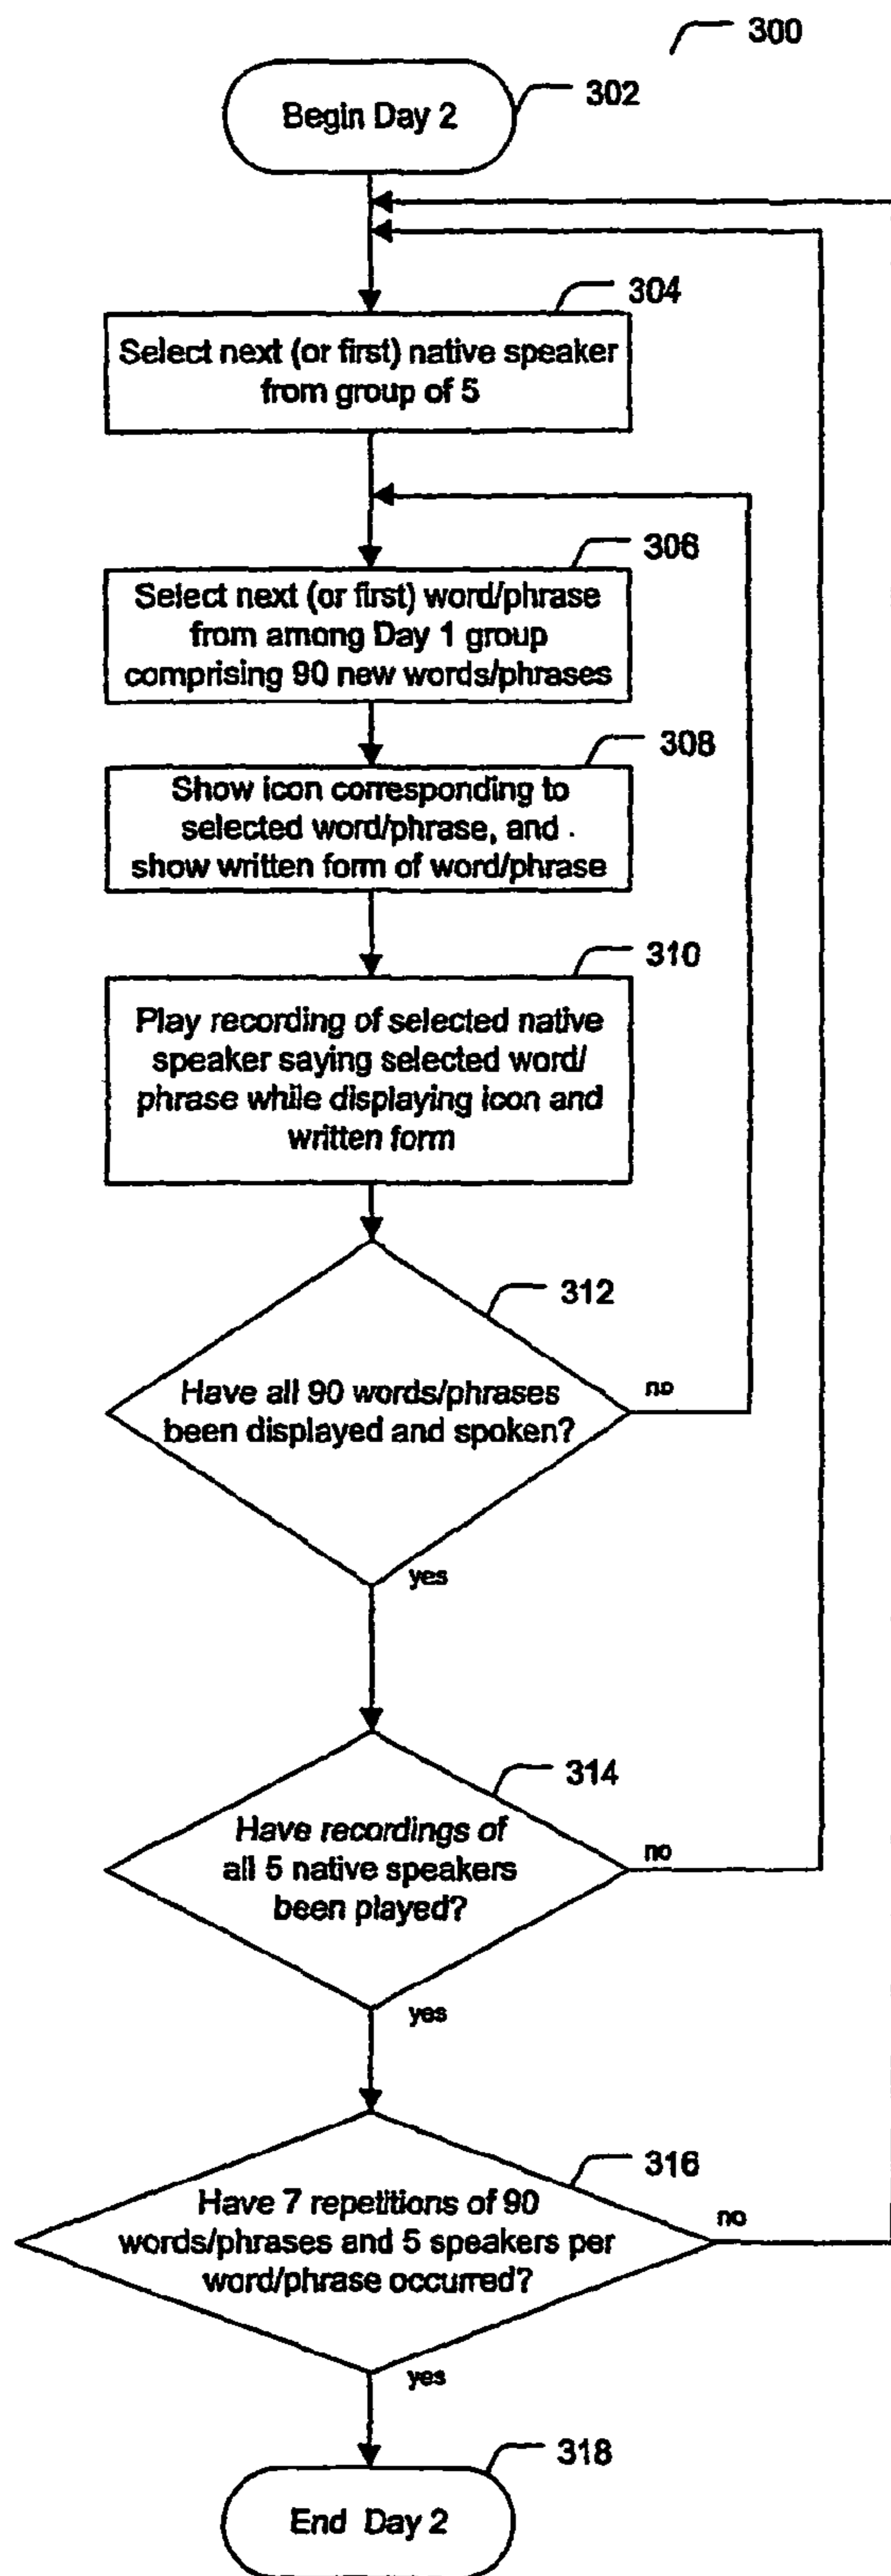 300
Begin Day 2
302
304
Select next (or first) native speaker
from group of 5
306
Select next (or first) word/phrase
from among Day 1 group
comprising 90 new words/phrases
308
Show icon corresponding to
selected word/phrase, and
show written form of word/phrase
310
Play recording of selected native
speaker saying selected word/
phrase while displaying icon and
written form
312
Have all 90 words/phrases
been displayed and spoken?
no
yes
314
Have recordings of
all 5 native speakers
been played?
no
yes
316
Have 7 repetitions of 90
words/phrases and 5 speakers per
word/phrase occurred?
no
yes
318
End Day 2